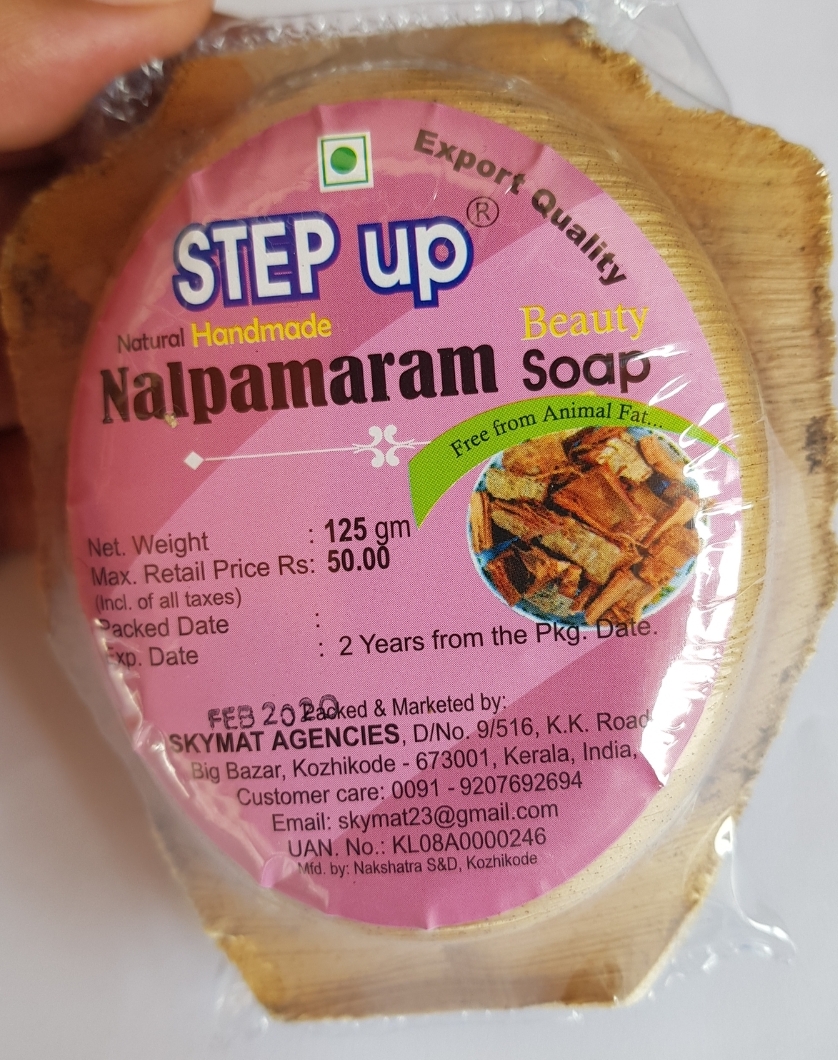 Export Quality
STEP up®
Natural Handmade
Nalpamaram
Beauty
Soap
Free from Animal Fat...
Net. Weight : 125 gm
Max. Retail Price Rs: 50.00
(Incl. of all taxes)
Packed Date :
Exp. Date : 2 Years from the Pkg. Date.
FEB 2020
Packed & Marketed by:
SKYMAT AGENCIES, D/No. 9/516, K.K. Road
Big Bazar, Kozhikode - 673001, Kerala, India,
Customer care: 0091 - 9207692694
Email: skymat23@gmail.com
UAN. No.: KL08A0000246
Mfd. by: Nakshatra S&D, Kozhikode